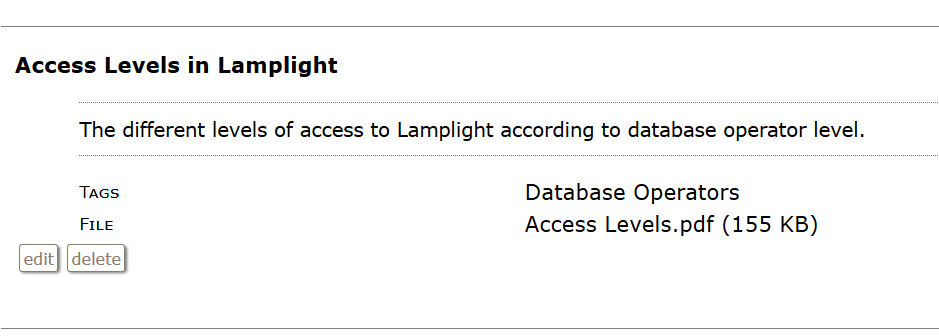 Access Levels in Lamplight
The different levels of access to Lamplight according to database operator level.
Tags Database Operators
File Access Levels.pdf (155 KB)
edit delete